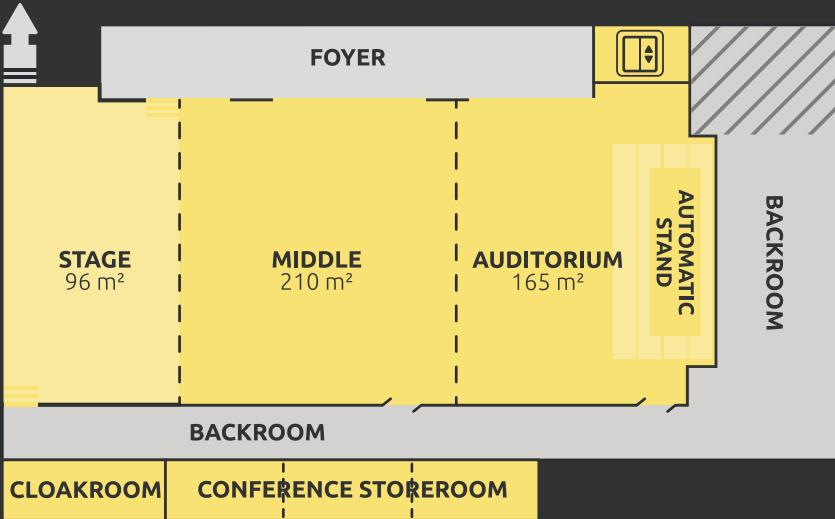 FOYER
STAGE
96 m²
MIDDLE
210 m²
AUDITORIUM
165 m²
AUTOMATIC
STAND
BACKROOM
BACKROOM
CLOAKROOM
CONFERENCE STOREROOM